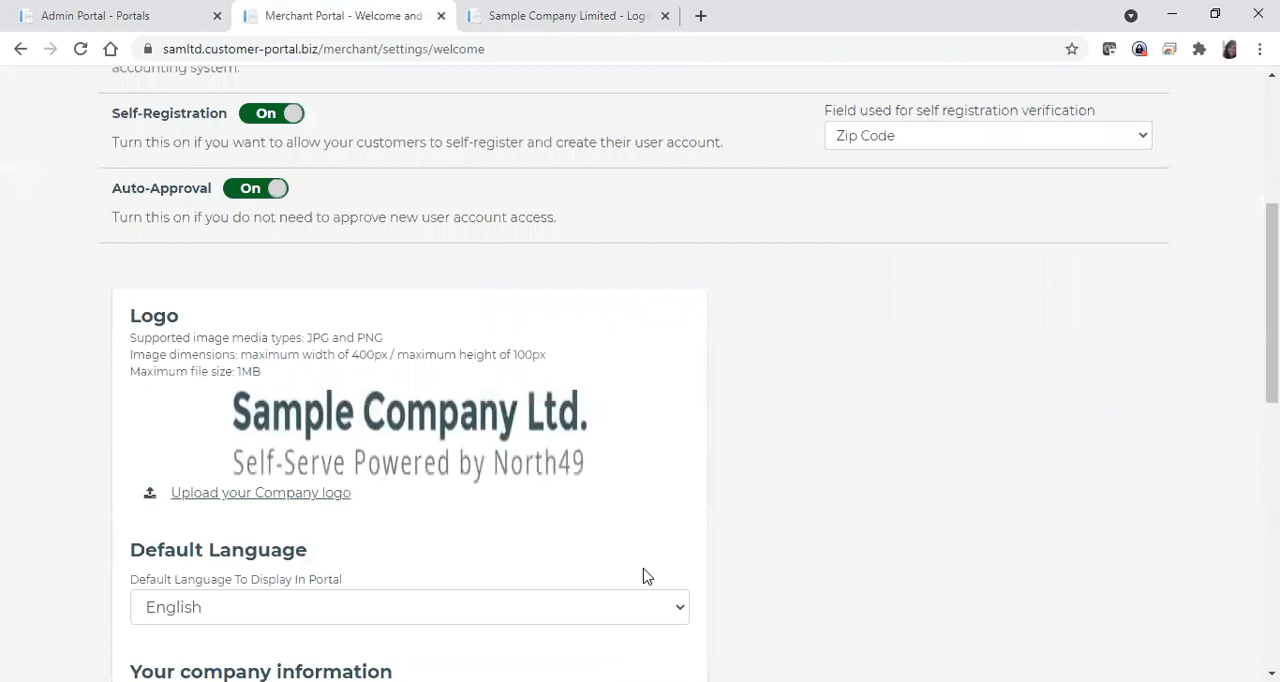 Admin Portal - Portals
Merchant Portal - Welcome and
Sample Company Limited - Log
samltd.customer-portal.biz/merchant/settings/welcome
accounting system.
Self-Registration On
Field used for self registration verification
Turn this on if you want to allow your customers to self-register and create their user account.
Zip Code
Auto-Approval On
Turn this on if you do not need to approve new user account access.
Logo
Supported image media types: JPG and PNG
Image dimensions: maximum width of 400px / maximum height of 100px
Maximum file size: 1MB
Sample Company Ltd.
Self-Serve Powered by North49
Upload your Company logo
Default Language
Default Language To Display In Portal
English
Your company information